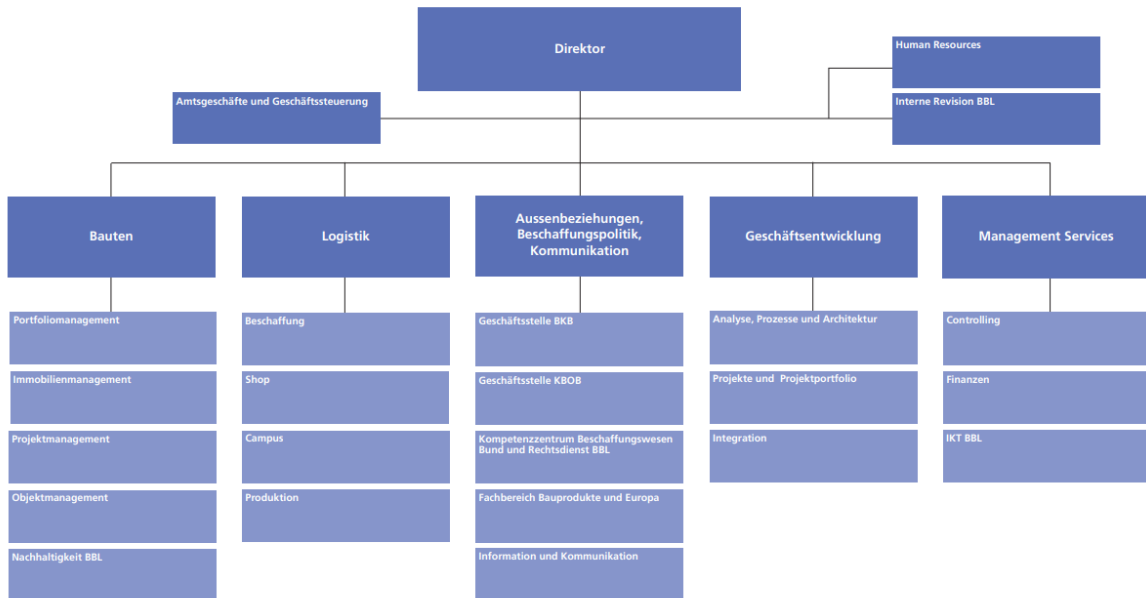 Direktor
Human Resources
Amtsgeschäfte und Geschäftssteuerung
Interne Revision BBL
Bauten
Logistik
Aussenbeziehungen,
Beschaffungspolitik,
Kommunikation
Geschäftsentwicklung
Management Services
Portfoliomanagement
Immobilienmanagement
Projektmanagement
Objektmanagement
Nachhaltigkeit BBL
Beschaffung
Shop
Campus
Produktion
Geschäftsstelle BKB
Geschäftsstelle KBOB
Kompetenzzentrum Beschaffungswesen
Bund und Rechtsdienst BBL
Fachbereich Bauprodukte und Europa
Information und Kommunikation
Analyse, Prozesse und Architektur
Projekte und  Projektportfolio
Integration
Controlling
Finanzen
IKT BBL